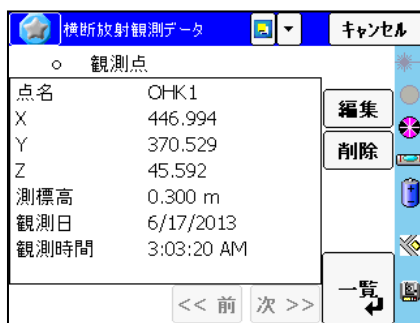 横断放射観測データ
キャンセル
観測点
点名 OHK1
X 446.994
Y 370.529
Z 45.592
測標高 0.300 m
観測日 6/17/2013
観測時間 3:03:20 AM
編集
削除
<< 前 次 >>
一覧